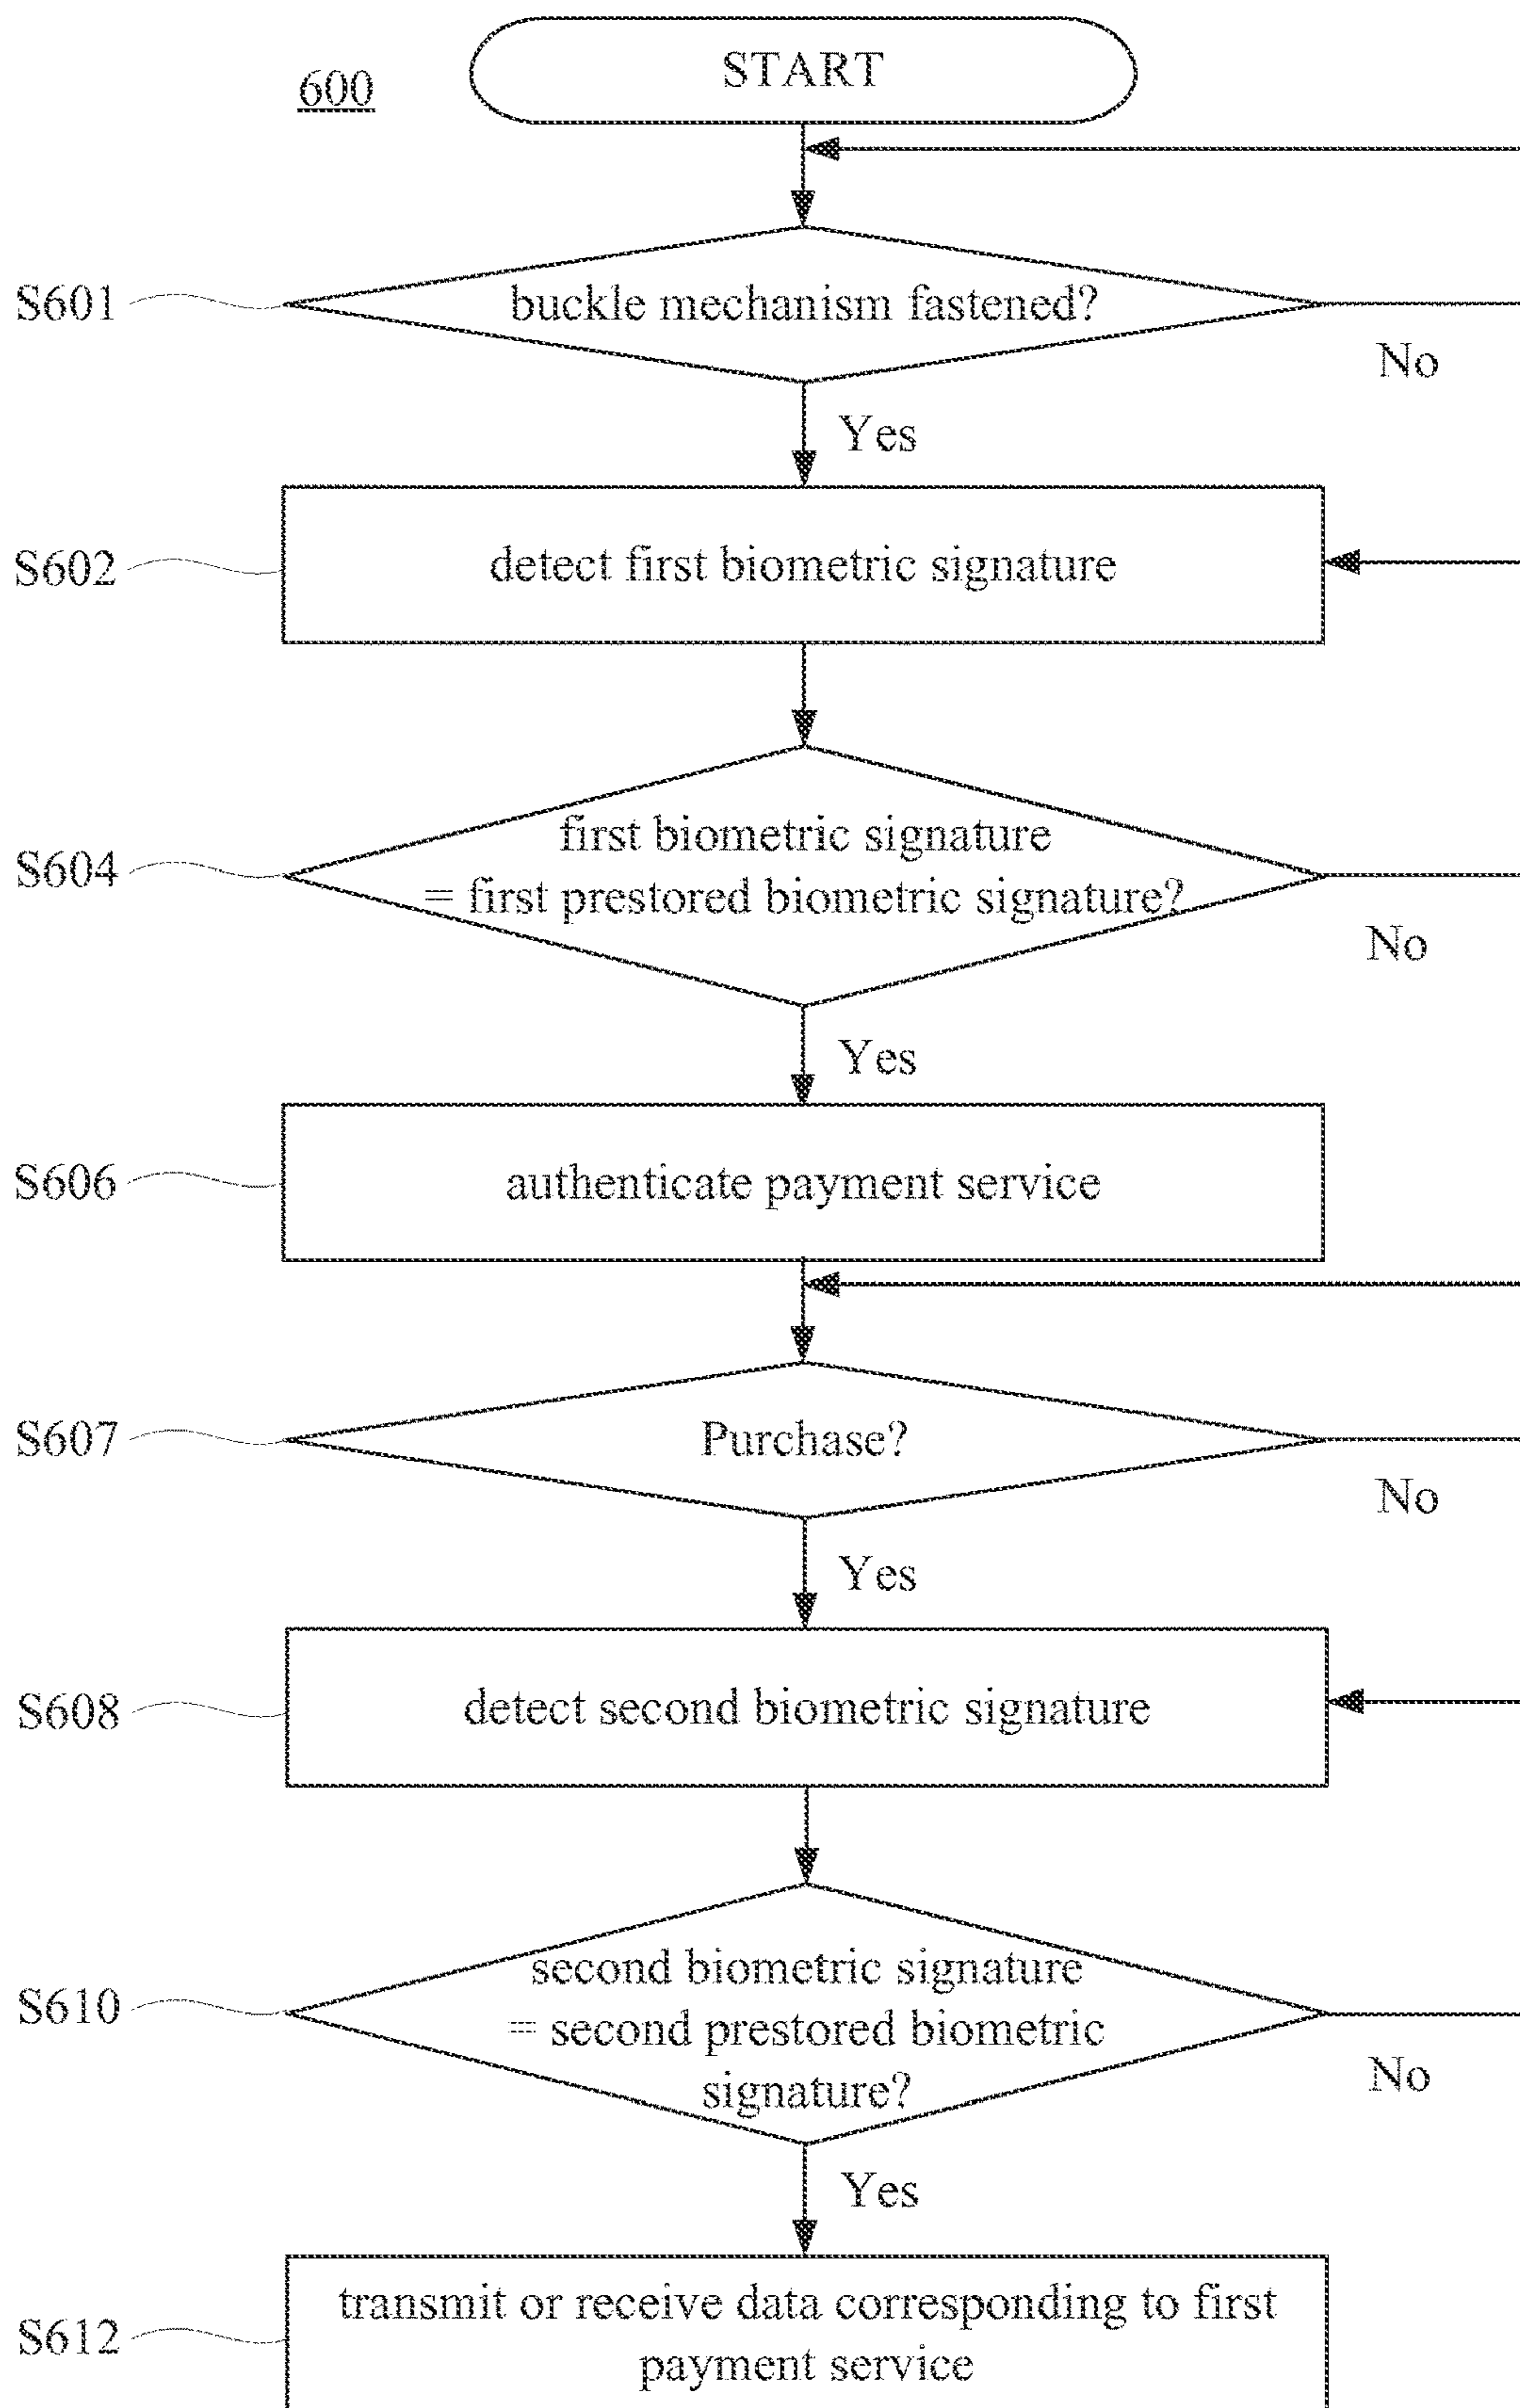 600
START
S601
buckle mechanism fastened?
No
Yes
S602
detect first biometric signature
S604
first biometric signature
= first prestored biometric signature?
No
Yes
S606
authenticate payment service
S607
Purchase?
No
Yes
S608
detect second biometric signature
S610
second biometric signature
= second prestored biometric
signature?
No
Yes
S612
transmit or receive data corresponding to first
payment service